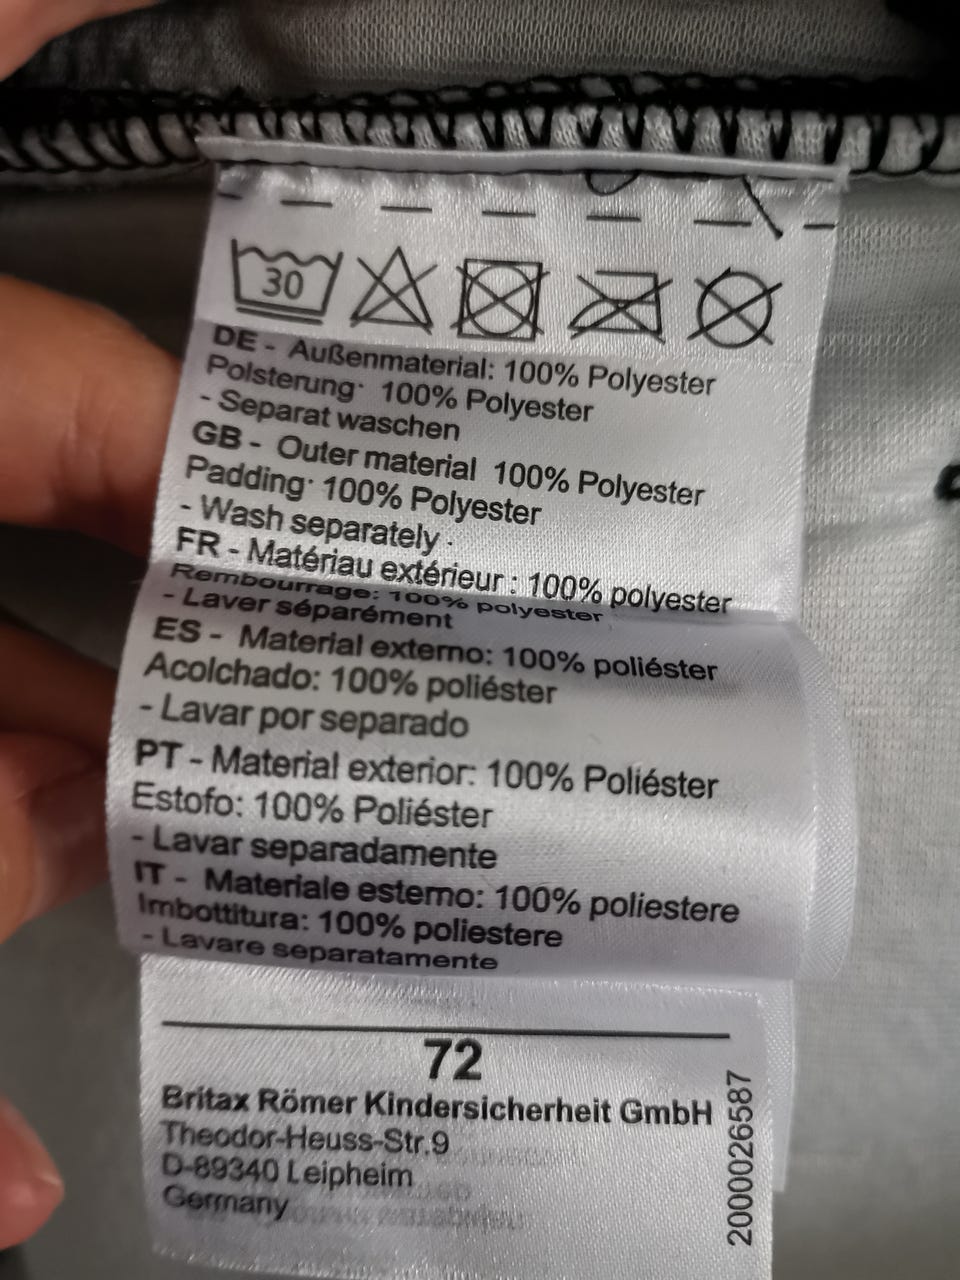 30
DE - Außenmaterial: 100% Polyester
Polsterung: 100% Polyester
- Separat waschen
GB - Outer material 100% Polyester
Padding: 100% Polyester
- Wash separately
FR - Matériau extérieur : 100% polyester
Rembourrage: 100% polyester
- Laver séparément
ES - Material externo: 100% poliéster
Acolchado: 100% poliéster
- Lavar por separado
PT - Material exterior: 100% Poliéster
Estofo: 100% Poliéster
- Lavar separadamente
IT - Materiale esterno: 100% poliestere
Imbottitura: 100% poliestere
- Lavare separatamente
72
Britax Römer Kindersicherheit GmbH
Theodor-Heuss-Str.9
D-89340 Leipheim
Germany
2000026587